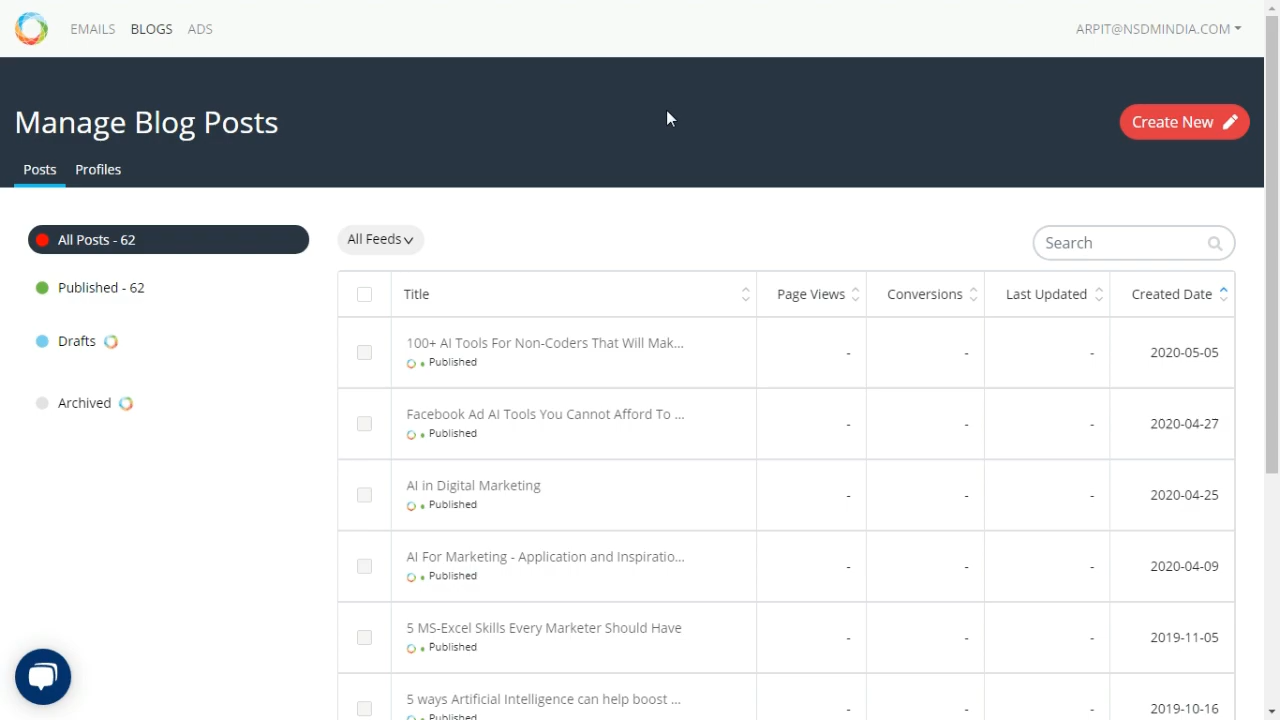 EMAILS BLOGS ADS ARPIT@NSDMINDIA.COM
Manage Blog Posts
Create New
Posts Profiles
All Posts - 62
All Feeds
Search
Published - 62
Drafts
Archived
Title Page Views Conversions Last Updated Created Date
100+ AI Tools For Non-Coders That Will Mak... - - - 2020-05-05
Published
Facebook Ad AI Tools You Cannot Afford To ... - - - 2020-04-27
Published
AI in Digital Marketing - - - 2020-04-25
Published
AI For Marketing - Application and Inspiratio... - - - 2020-04-09
Published
5 MS-Excel Skills Every Marketer Should Have - - - 2019-11-05
Published
5 ways Artificial Intelligence can help boost ... - - - 2019-10-16
Published